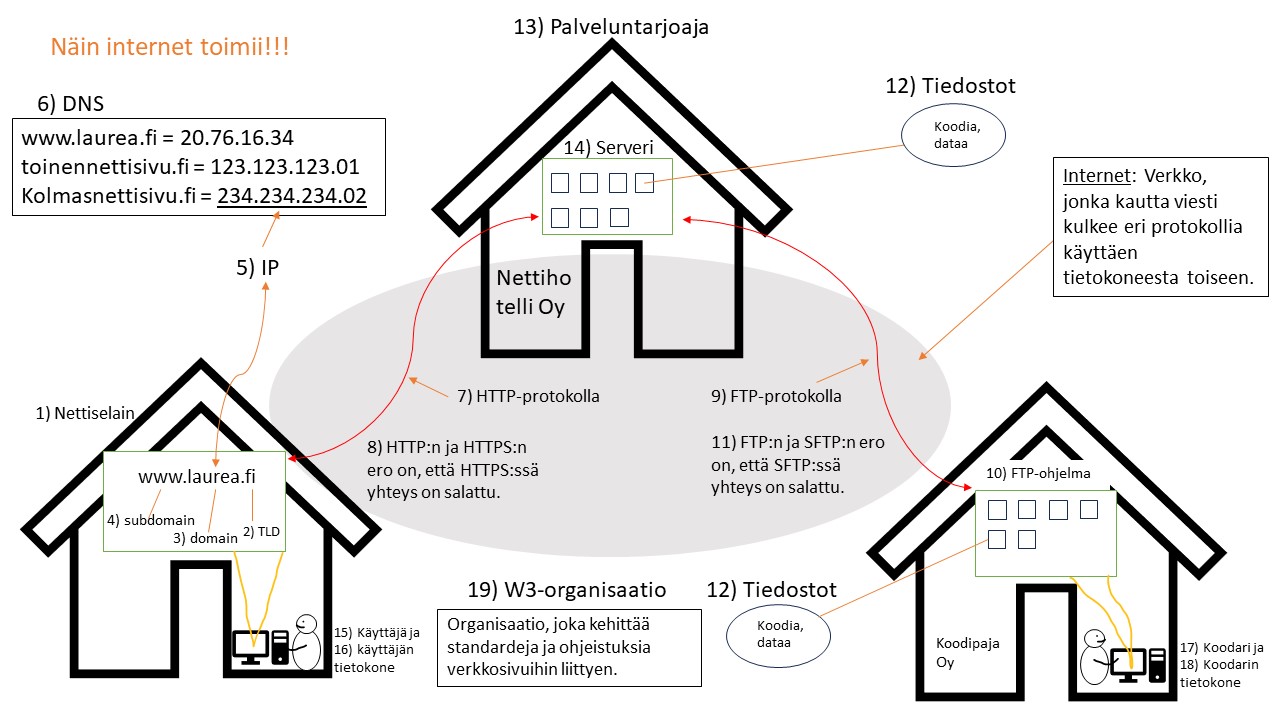 Näin internet toimii!!!
13) Palveluntarjoaja
6) DNS
www.laurea.fi = 20.76.16.34
toinennettisivu.fi = 123.123.123.01
Kolmasnettisivu.fi = 234.234.234.02
12) Tiedostot
Koodia,
dataa
14) Serveri
Internet: Verkko,
jonka kautta viesti
kulkee eri protokollia
käyttäen
tietokoneesta toiseen.
5) IP
Nettiho
telli Oy
7) HTTP-protokolla
9) FTP-protokolla
1) Nettiselain
8) HTTP:n ja HTTPS:n
ero on, että HTTPS:ssä
yhteys on salattu.
11) FTP:n ja SFTP:n ero
on, että SFTP:ssä
yhteys on salattu.
www.laurea.fi
4) subdomain
3) domain
2) TLD
10) FTP-ohjelma
19) W3-organisaatio
Organisaatio, joka kehittää
standardeja ja ohjeistuksia
verkkosivuihin liittyen.
12) Tiedostot
Koodia,
dataa
15) Käyttäjä ja
16) käyttäjän
tietokone
Koodipaja
Oy
17) Koodari ja
18) Koodarin
tietokone